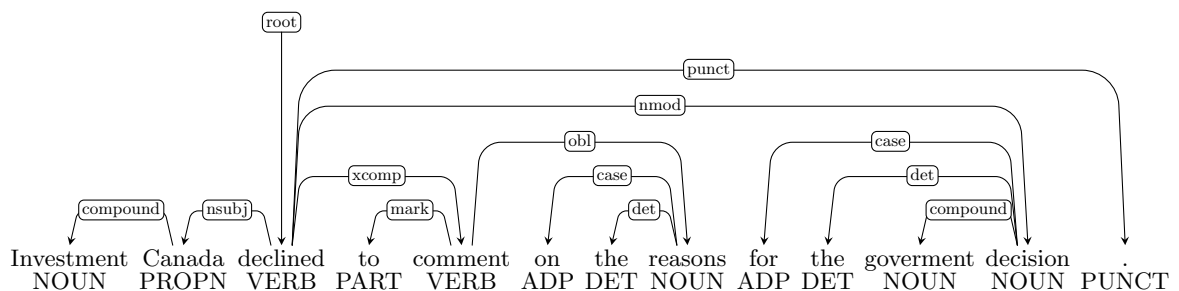 root
punct
nmod
obl case
xcomp case det
compound nsubj mark det compound
Investment Canada declined to comment on the reasons for the goverment decision .
NOUN PROPN VERB PART VERB ADP DET NOUN ADP DET NOUN NOUN PUNCT